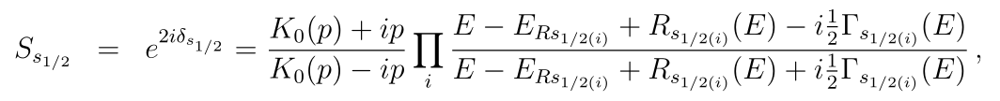 $S_{s_{1/2}} = e^{2i\delta_{s_{1/2}}} = \frac{K_0(p)+ip}{K_0(p)-ip} \prod_i \frac{E - E_{Rs_{1/2(i)}} + R_{s_{1/2(i)}}(E) - i\frac{1}{2}\Gamma_{s_{1/2(i)}}(E)}{E - E_{Rs_{1/2(i)}} + R_{s_{1/2(i)}}(E) + i\frac{1}{2}\Gamma_{s_{1/2(i)}}(E)} ,$